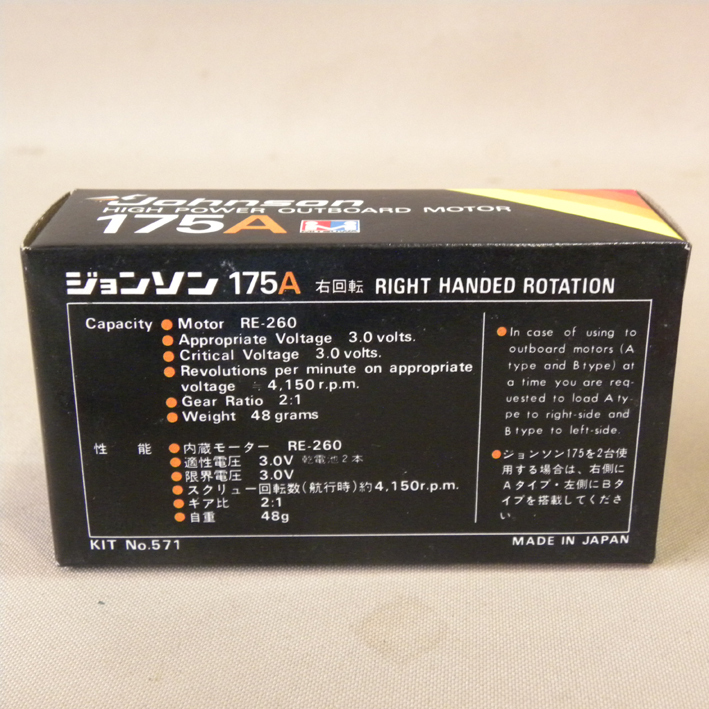 Johnson
HIGH POWER OUTBOARD MOTOR
175A
ジョンソン 175A 右回転 RIGHT HANDED ROTATION
Capacity ● Motor RE-260
● Appropriate Voltage 3.0 volts.
● Critical Voltage 3.0 volts.
● Revolutions per minute on appropriate
voltage ≒ 4,150 r.p.m.
● Gear Ratio 2:1
● Weight 48 grams
性 能 ● 内蔵モーター RE-260
● 適性電圧 3.0V 乾電池2本
● 限界電圧 3.0V
● スクリュー回転数(航行時)約4,150r.p.m.
● ギア比 2:1
● 自重 48g
● In case of using to
outboard motors (A
type and B type) at
a time you are req-
uested to load A ty-
pe to right-side and
B type to left-side.
● ジョンソン175を2台使
用する場合は、右側に
Aタイプ・左側にBタ
イプを搭載してくださ
い
KIT No.571
MADE IN JAPAN